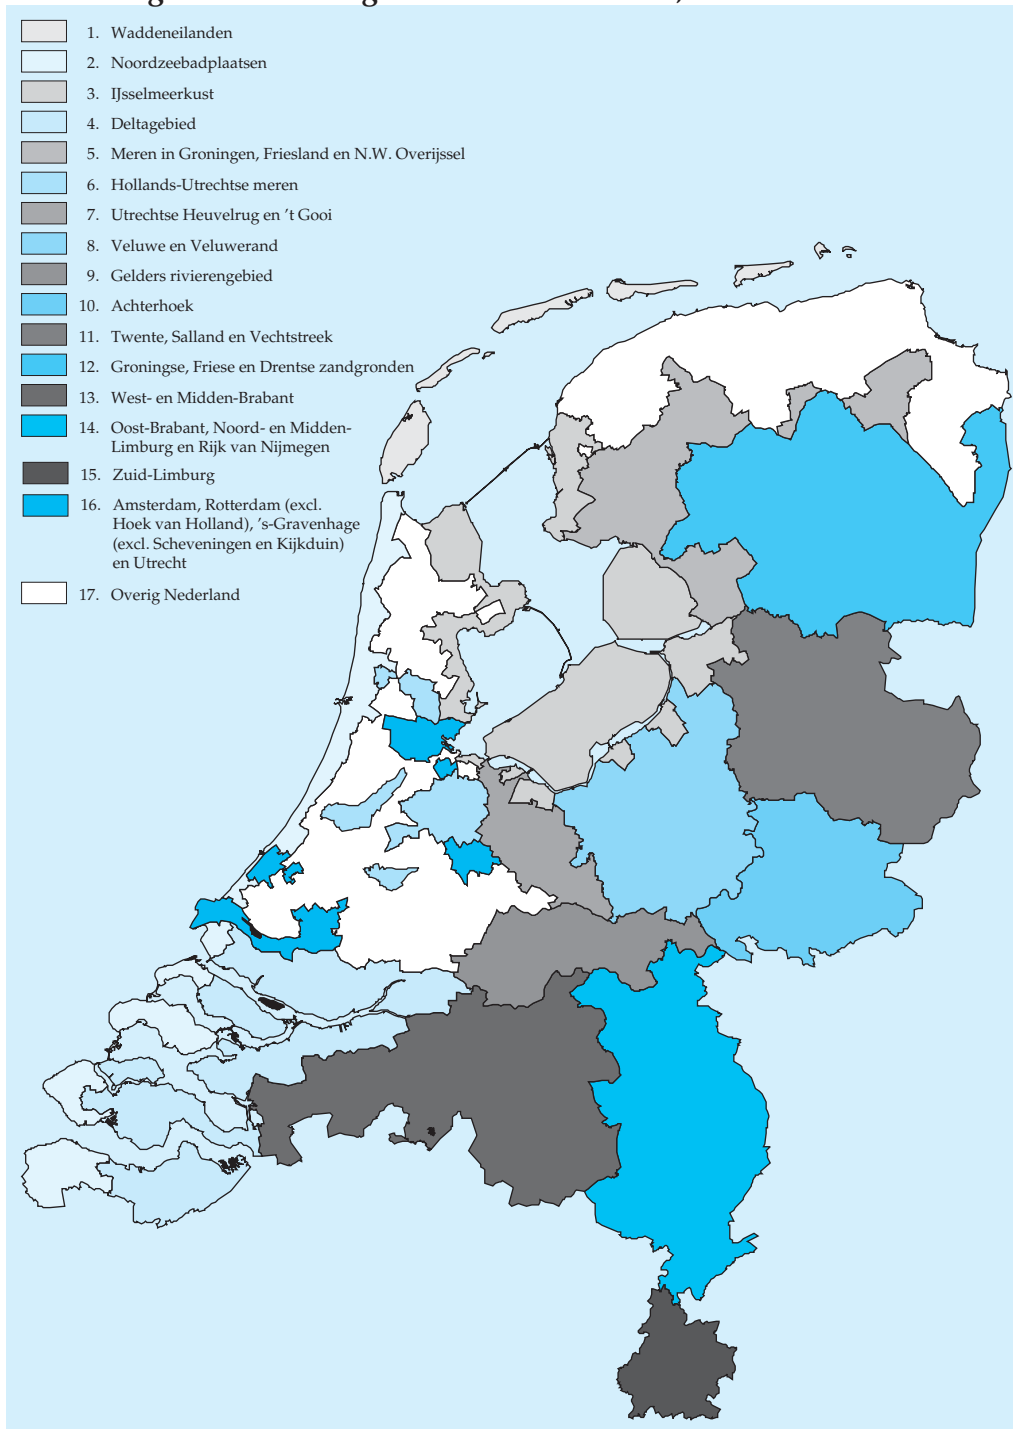 1. Waddeneilanden
2. Noordzeebadplaatsen
3. IJsselmeerkust
4. Deltagebied
5. Meren in Groningen, Friesland en N.W. Overijssel
6. Hollands-Utrechtse meren
7. Utrechtse Heuvelrug en ’t Gooi
8. Veluwe en Veluwerand
9. Gelders rivierengebied
10. Achterhoek
11. Twente, Salland en Vechtstreek
12. Groningse, Friese en Drentse zandgronden
13. West- en Midden-Brabant
14. Oost-Brabant, Noord- en Midden-
Limburg en Rijk van Nijmegen
15. Zuid-Limburg
16. Amsterdam, Rotterdam (excl.
Hoek van Holland), ’s-Gravenhage
(excl. Scheveningen en Kijkduin)
en Utrecht
17. Overig Nederland